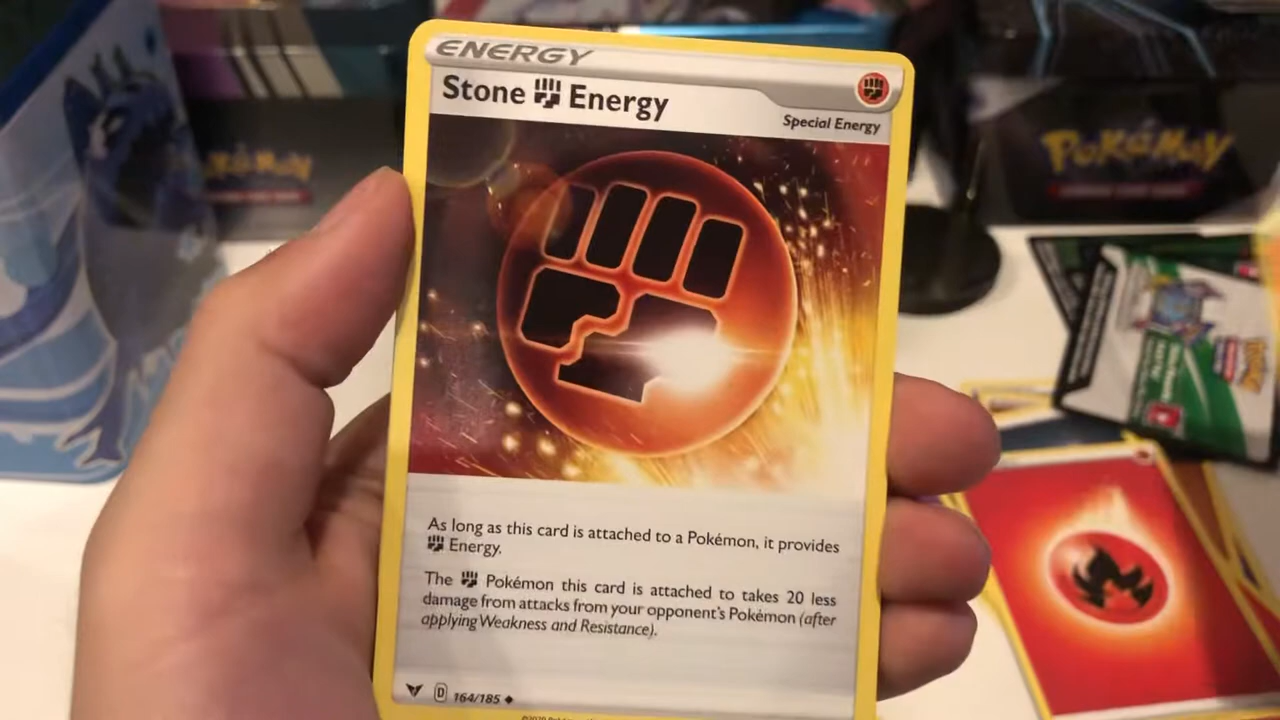 ENERGY
Stone Energy
Special Energy
As long as this card is attached to a Pokémon, it provides
Energy.
The Pokémon this card is attached to takes 20 less
damage from attacks from your opponent's Pokémon (after
applying Weakness and Resistance).
D 164/185
POKéMON
POKéMON